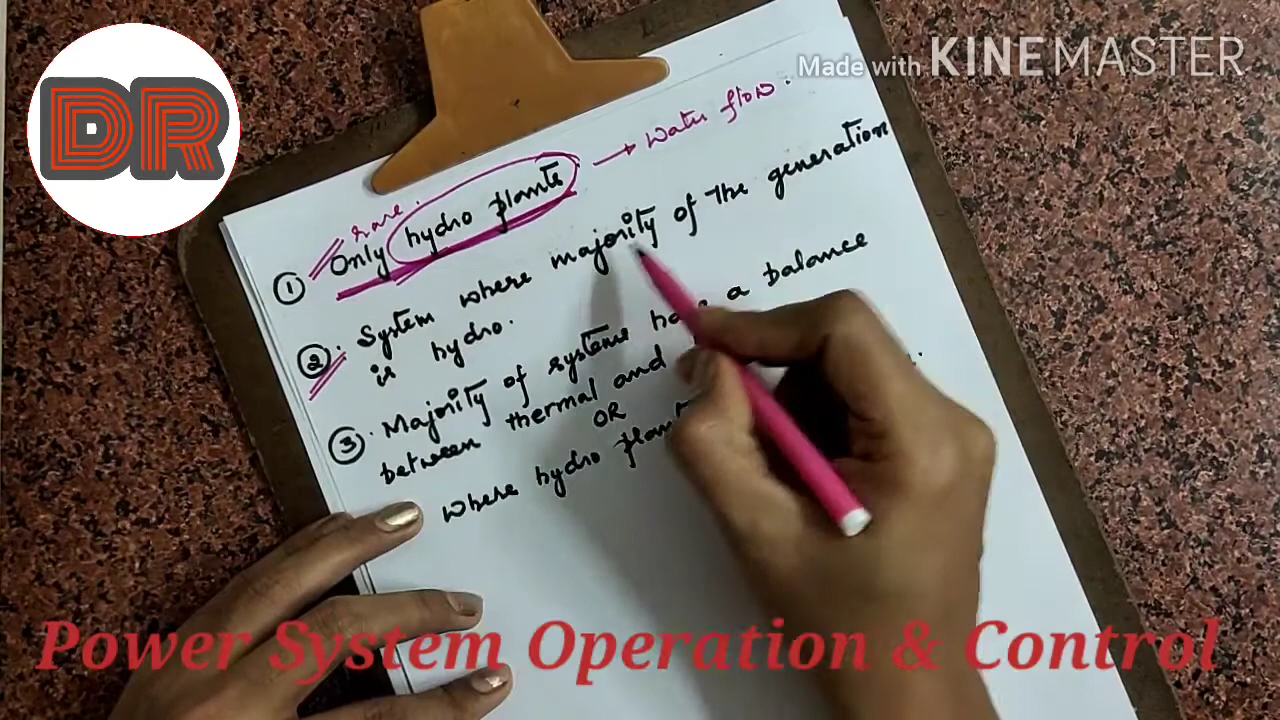 DR
Made with KINEMASTER
rare.
① Only hydro plants → Water flow.
② . System where majority of the generation
is hydro.
③ . Majority of systems have a balance
between thermal and
OR
Where hydro plant
Power System Operation & Control